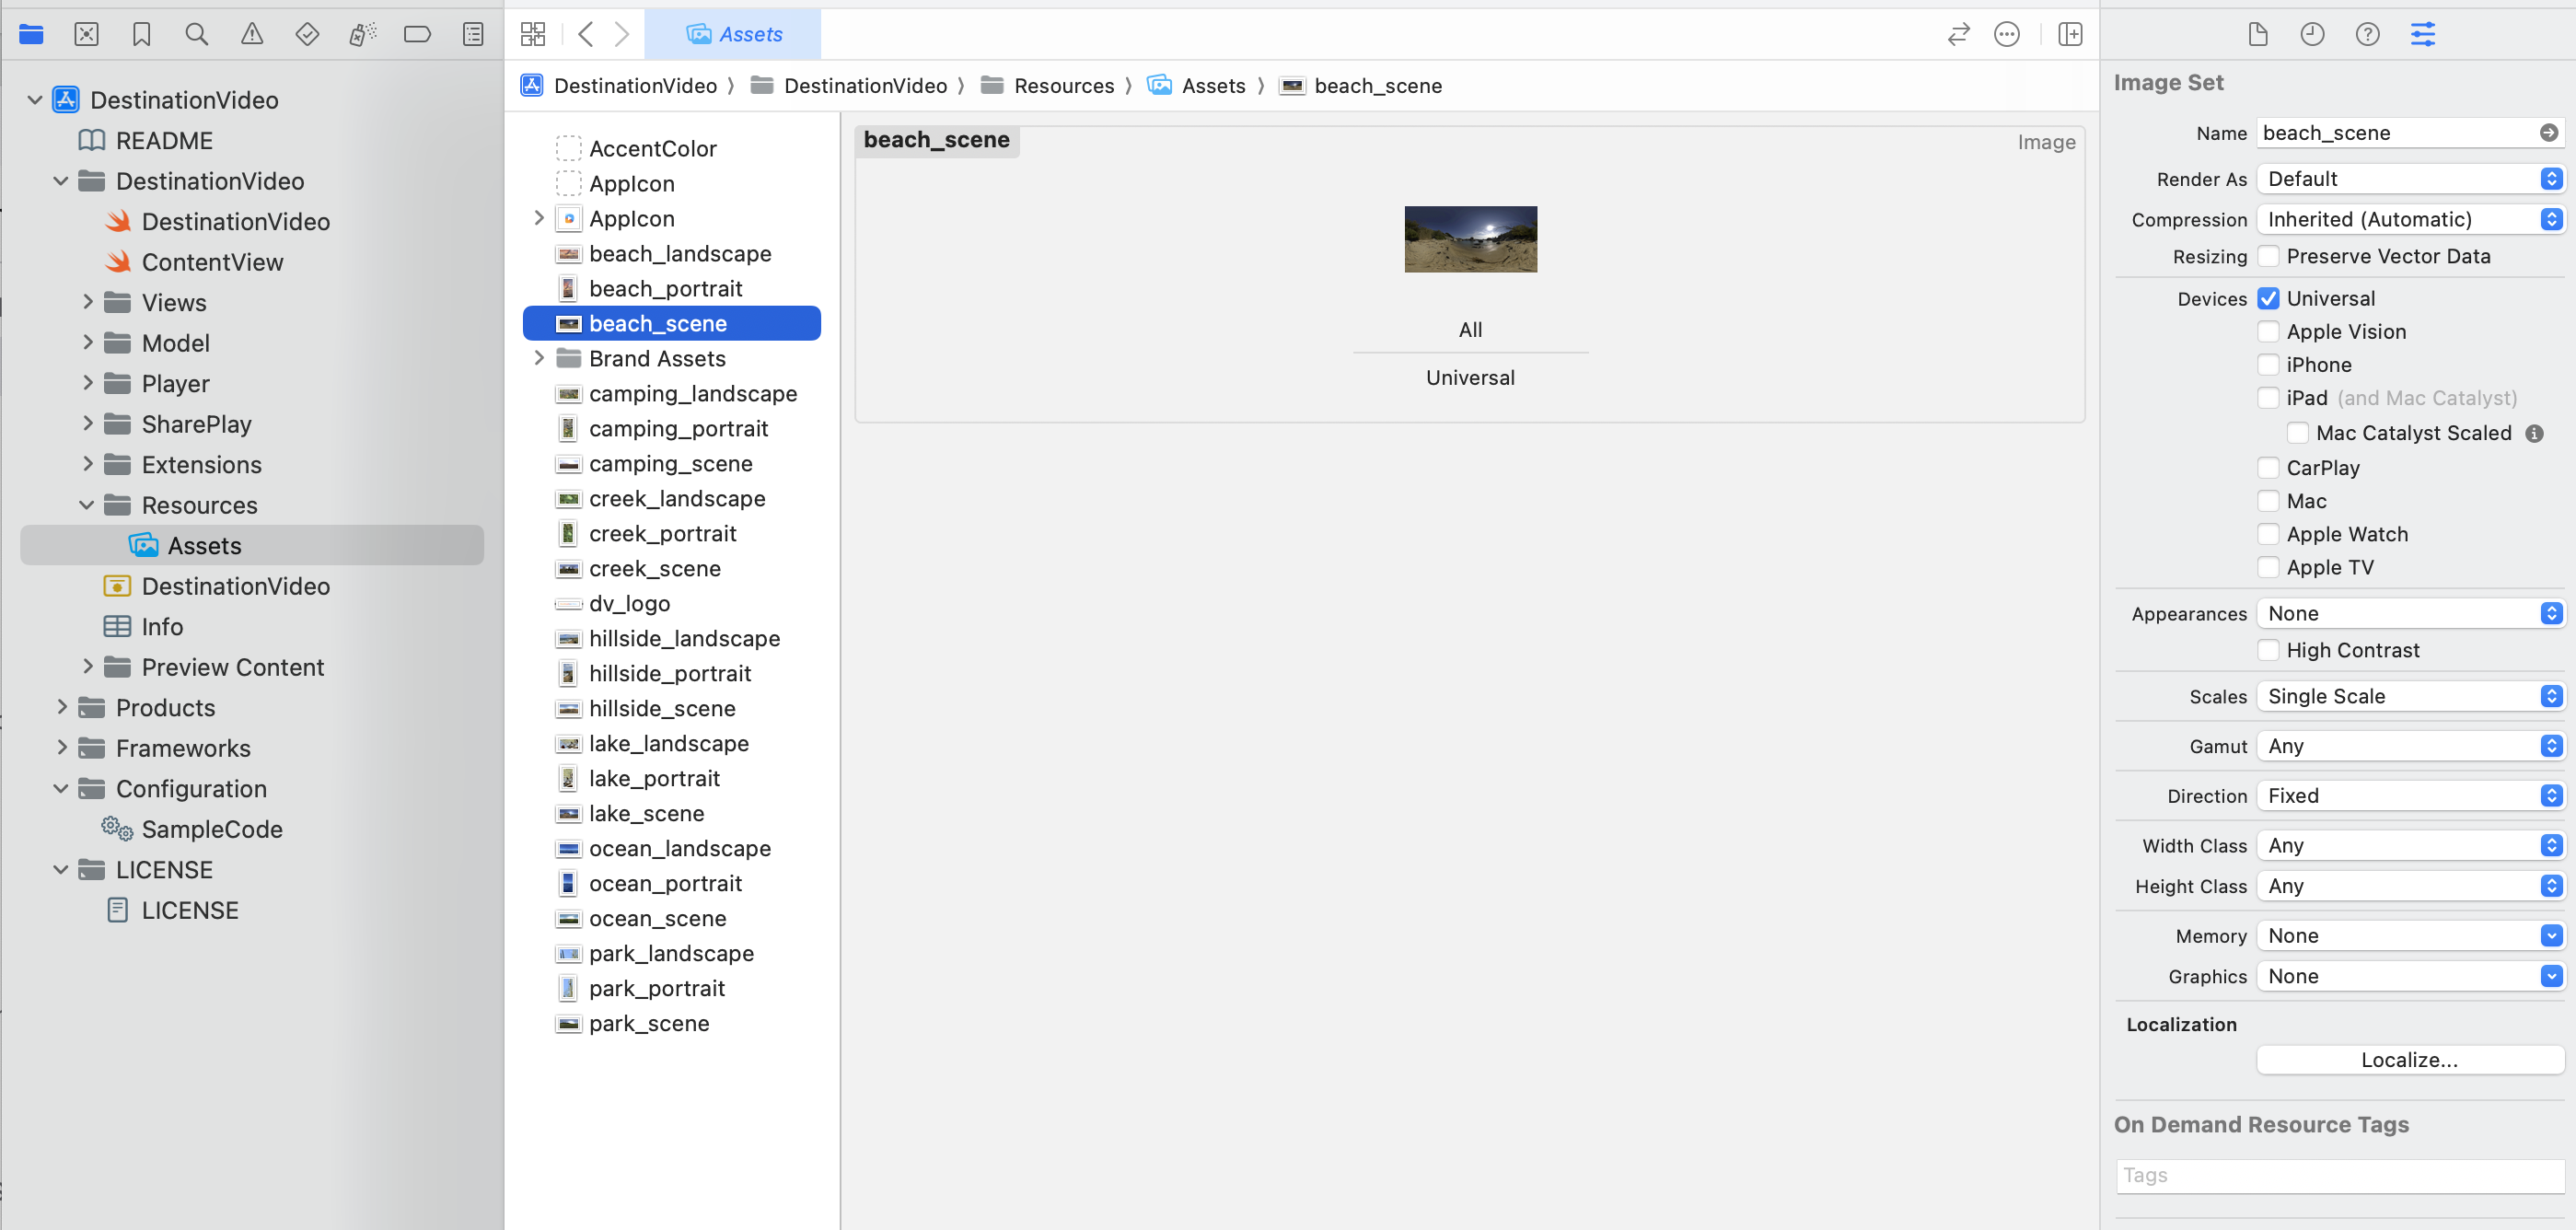 Assets
DestinationVideo
README
DestinationVideo
DestinationVideo
ContentView
Views
Model
Player
SharePlay
Extensions
Resources
Assets
DestinationVideo
Info
Preview Content
Products
Frameworks
Configuration
SampleCode
LICENSE
LICENSE
DestinationVideo DestinationVideo Resources Assets beach_scene
AccentColor
AppIcon
AppIcon
beach_landscape
beach_portrait
beach_scene
Brand Assets
camping_landscape
camping_portrait
camping_scene
creek_landscape
creek_portrait
creek_scene
dv_logo
hillside_landscape
hillside_portrait
hillside_scene
lake_landscape
lake_portrait
lake_scene
ocean_landscape
ocean_portrait
ocean_scene
park_landscape
park_portrait
park_scene
beach_scene Image
All
Universal
Image Set
Name beach_scene
Render As Default
Compression Inherited (Automatic)
Resizing Preserve Vector Data
Devices Universal
Apple Vision
iPhone
iPad (and Mac Catalyst)
Mac Catalyst Scaled
CarPlay
Mac
Apple Watch
Apple TV
Appearances None
High Contrast
Scales Single Scale
Gamut Any
Direction Fixed
Width Class Any
Height Class Any
Memory None
Graphics None
Localization
Localize...
On Demand Resource Tags
Tags